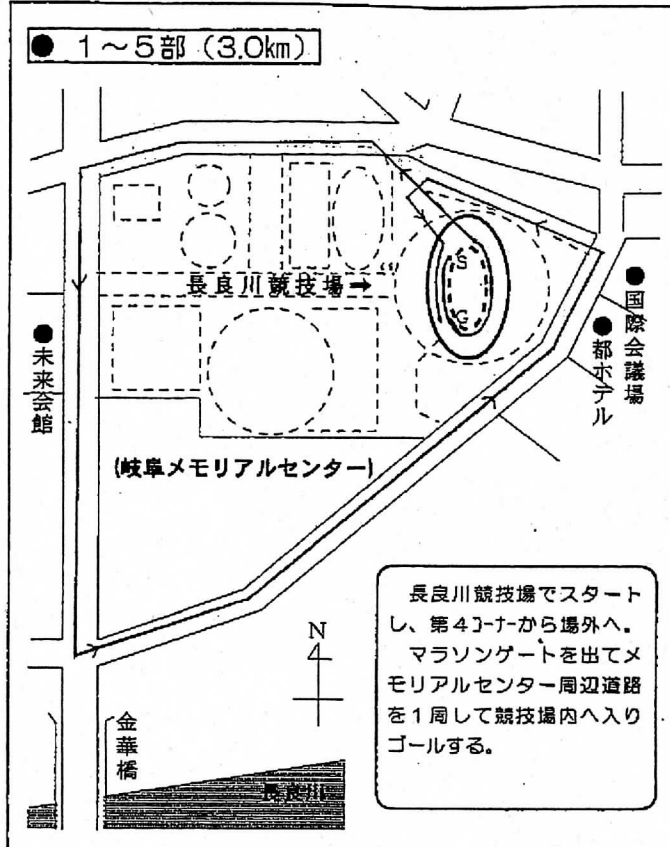 ● 1～5部（3.0km）
S
長良川競技場→
G
●国際会議場
●都ホテル
●未来会館
(岐阜メモリアルセンター)
長良川競技場でスタート
し、第4コーナーから場外へ。
マラソンゲートを出てメ
モリアルセンター周辺道路
を1周して競技場内へ入り
ゴールする。
N
金華橋
長良川